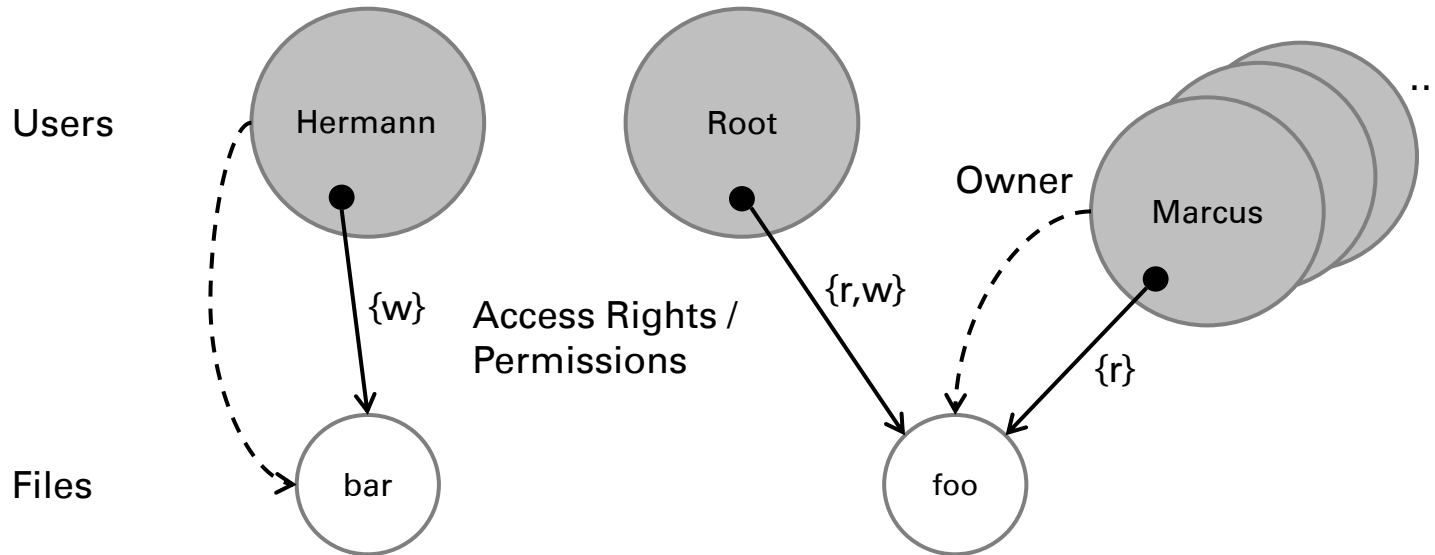 ..
Users
Hermann
Root
Owner
Marcus
{w}
Access Rights /
Permissions
{r,w}
{r}
Files
bar
foo